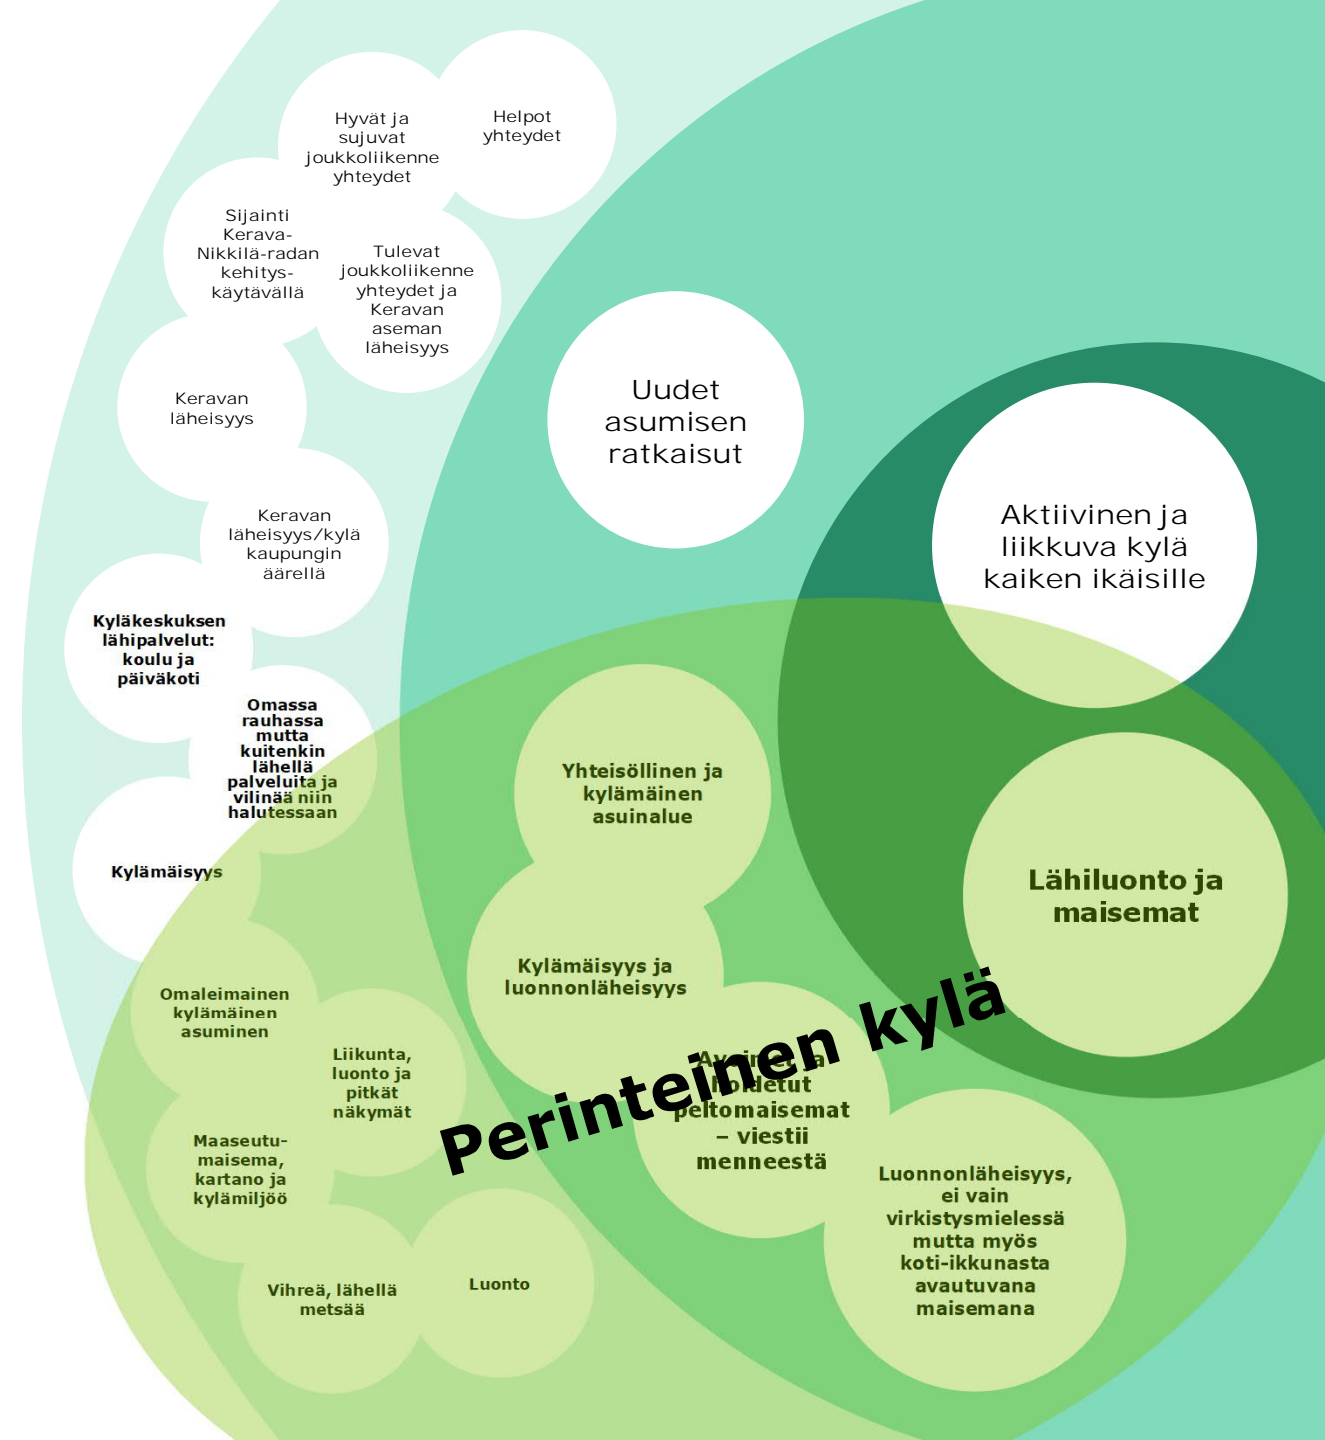 Hyvät ja
sujuvat
joukkoliikenne
yhteydet
Helpot
yhteydet
Sijainti
Kerava-
Nikkilä-radan
kehitys-
käytävällä
Tulevat
joukkoliikenne
yhteydet ja
Keravan
aseman
läheisyys
Keravan
läheisyys
Uudet
asumisen
ratkaisut
Aktiivinen ja
liikkuva kylä
kaiken ikäisille
Keravan
läheisyys/kylä
kaupungin
äärellä
Kyläkeskuksen
lähipalvelut:
koulu ja
päiväkoti
Omassa
rauhassa
mutta
kuitenkin
lähellä
palveluita ja
vilinää niin
halutessaan
Yhteisöllinen ja
kylämäinen
asuinalue
Kylämäisyys
Lähiluonto ja
maisemat
Kylämäisyys ja
luonnonläheisyys
Omaleimainen
kylämäinen
asuminen
Liikunta,
luonto ja
pitkät
näkymät
Perinteinen kylä
Avoimet ja
hoidetut
peltomaisemat
– viestii
menneestä
Maaseutu-
maisema,
kartano ja
kylämiljöö
Luonnonläheisyys,
ei vain
virkistysmielessä
mutta myös
koti-ikkunasta
avautuvana
maisemana
Vihreä, lähellä
metsää
Luonto